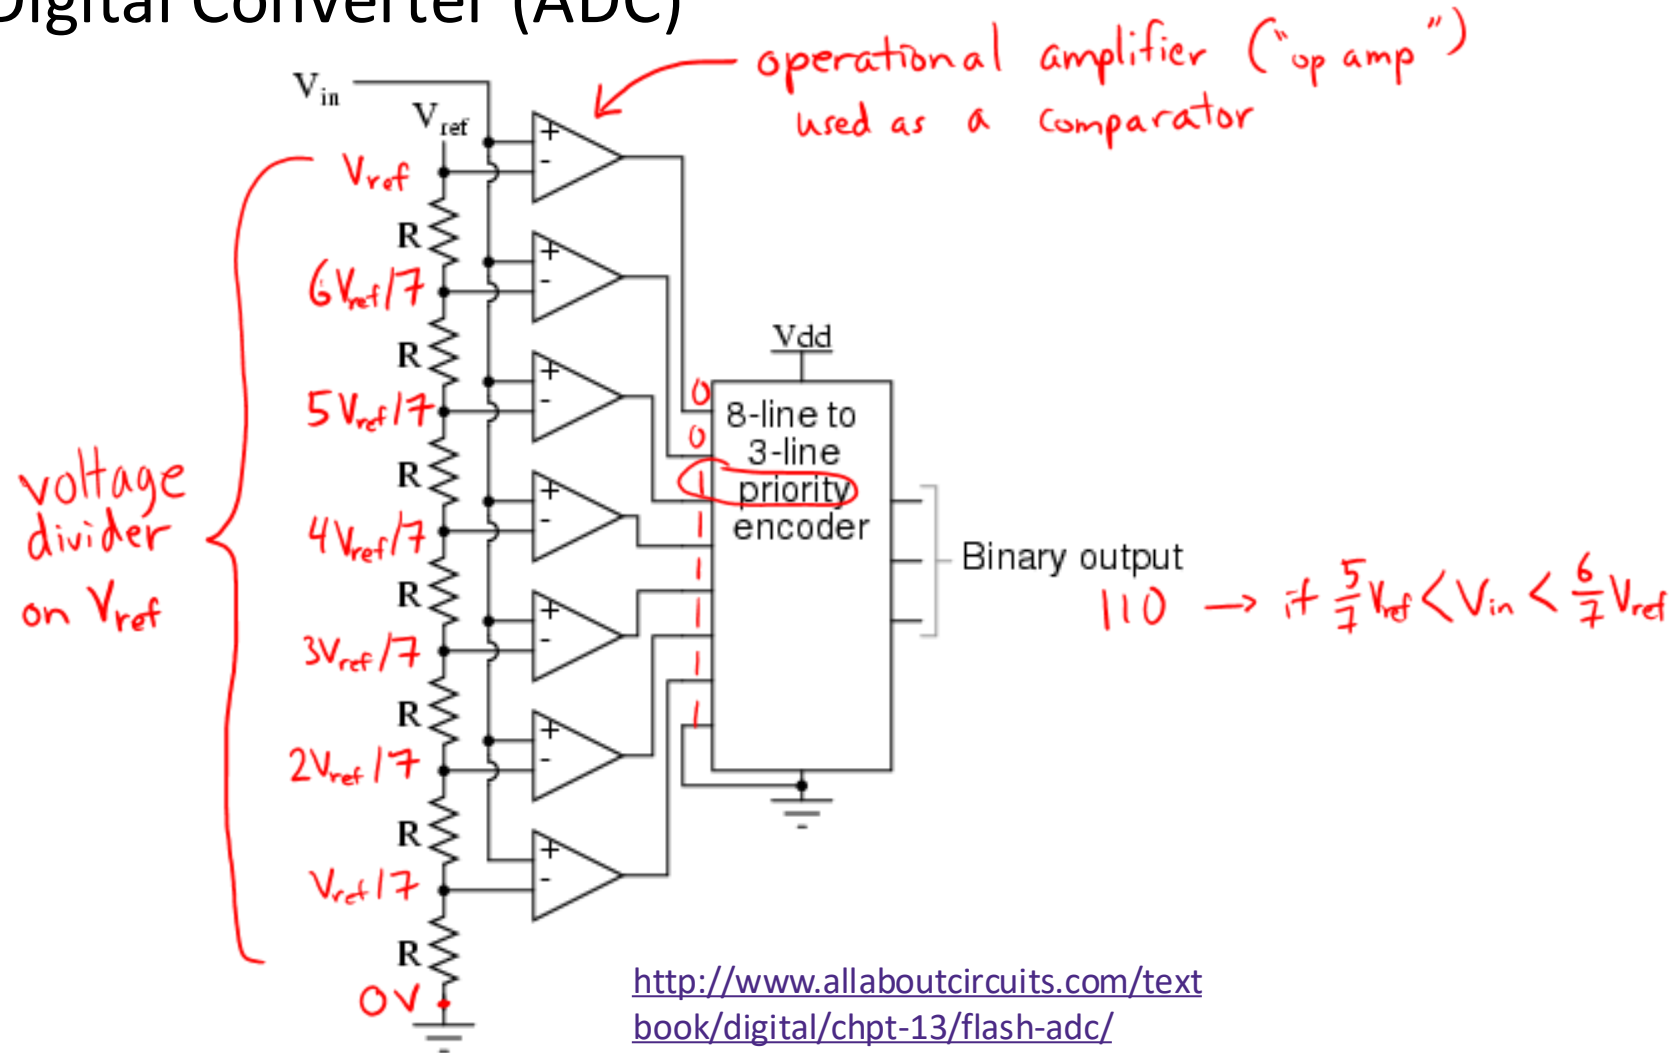 Digital Converter (ADC)
operational amplifier ("op amp")
used as a comparator
Vin
Vref
Vref
R
6Vref/7
R
5Vref/7
R
4Vref/7
R
3Vref/7
R
2Vref/7
R
Vref/7
R
0V
voltage
divider
on Vref
+
-
+
-
+
-
+
-
+
-
+
-
+
-
Vdd
0
0
1
1
1
1
1
1
8-line to
3-line
priority
encoder
Binary output
110 → if 5/7 Vref < Vin < 6/7 Vref
http://www.allaboutcircuits.com/text
book/digital/chpt-13/flash-adc/